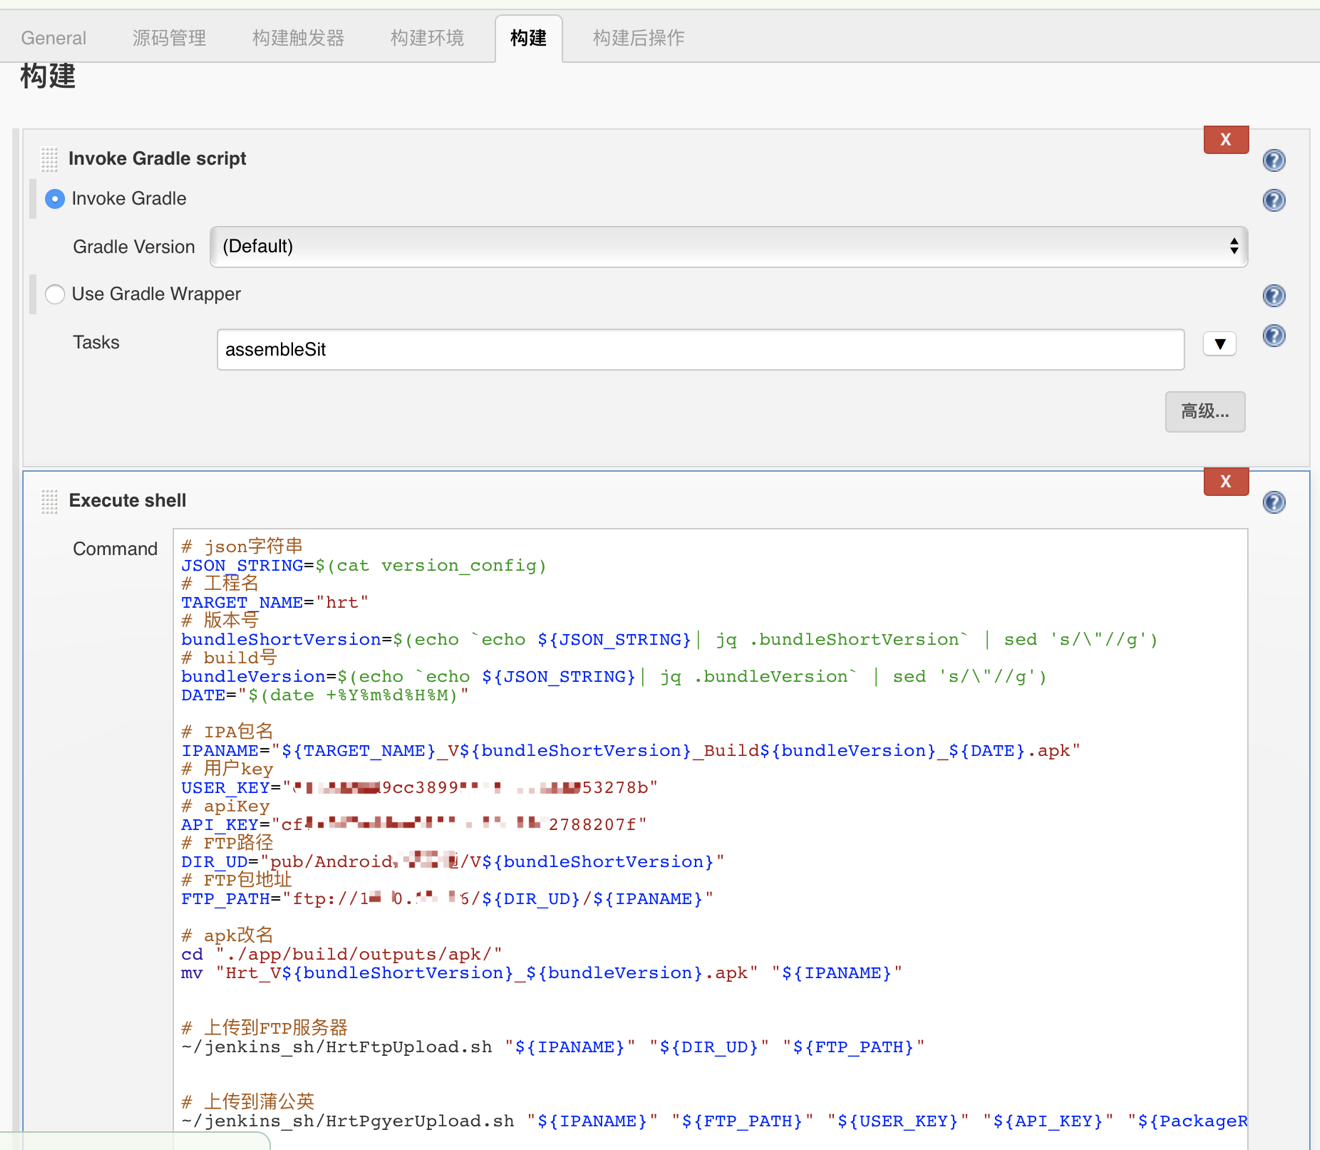 General 源码管理 构建触发器 构建环境 构建 构建后操作
构建
X
Invoke Gradle script
Invoke Gradle
Gradle Version (Default)
Use Gradle Wrapper
Tasks assembleSit
高级...
X
Execute shell
Command
# json字符串
JSON_STRING=$(cat version_config)
# 工程名
TARGET_NAME="hrt"
# 版本号
bundleShortVersion=$(echo `echo ${JSON_STRING}| jq .bundleShortVersion` | sed 's/\"//g')
# build号
bundleVersion=$(echo `echo ${JSON_STRING}| jq .bundleVersion` | sed 's/\"//g')
DATE="$(date +%Y%m%d%H%M)"
# IPA包名
IPANAME="${TARGET_NAME}_V${bundleShortVersion}_Build${bundleVersion}_${DATE}.apk"
# 用户key
USER_KEY=" 9cc3899 53278b"
# apiKey
API_KEY="cf 2788207f"
# FTP路径
DIR_UD="pub/Android /V${bundleShortVersion}"
# FTP包地址
FTP_PATH="ftp://1 0. 6/${DIR_UD}/${IPANAME}"
# apk改名
cd "./app/build/outputs/apk/"
mv "Hrt_V${bundleShortVersion}_${bundleVersion}.apk" "${IPANAME}"
# 上传到FTP服务器
~/jenkins_sh/HrtFtpUpload.sh "${IPANAME}" "${DIR_UD}" "${FTP_PATH}"
# 上传到蒲公英
~/jenkins_sh/HrtPgyerUpload.sh "${IPANAME}" "${FTP_PATH}" "${USER_KEY}" "${API_KEY}" "${PackageR